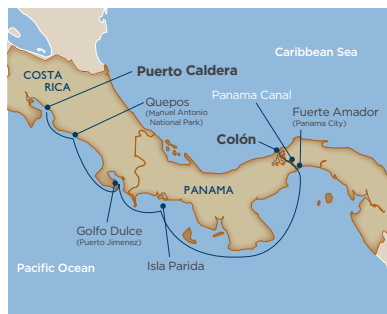 Caribbean Sea
COSTA
RICA
Puerto Caldera
Quepos
(Manuel Antonio
National Park)
Panama Canal
Fuerte Amador
(Panama City)
Colón
PANAMA
Golfo Dulce
(Puerto Jimenez)
Isla Parida
Pacific Ocean